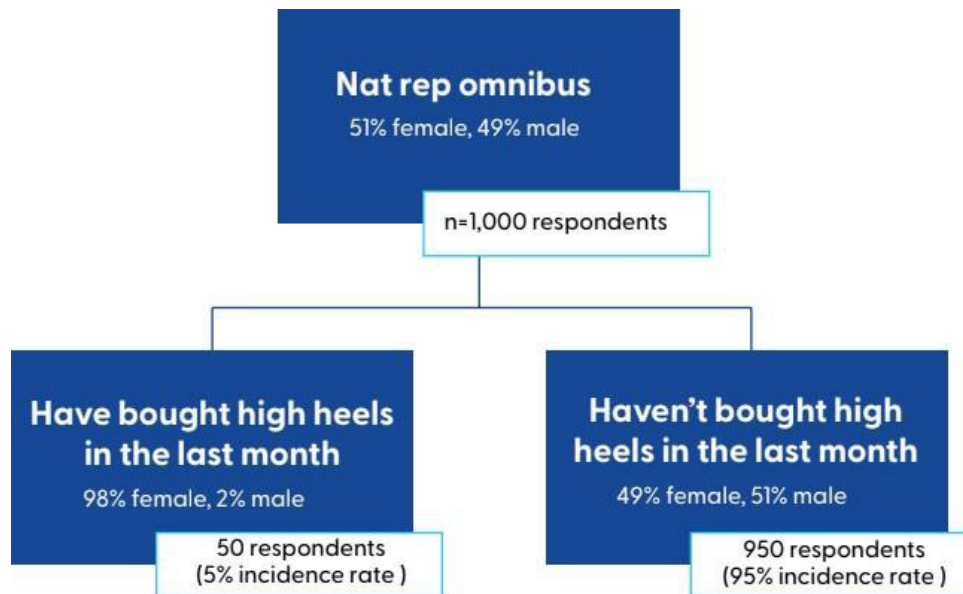 Nat rep omnibus
51% female, 49% male
n=1,000 respondents
Have bought high heels
in the last month
98% female, 2% male
50 respondents
(5% incidence rate )
Haven't bought high
heels in the last month
49% female, 51% male
950 respondents
(95% incidence rate )